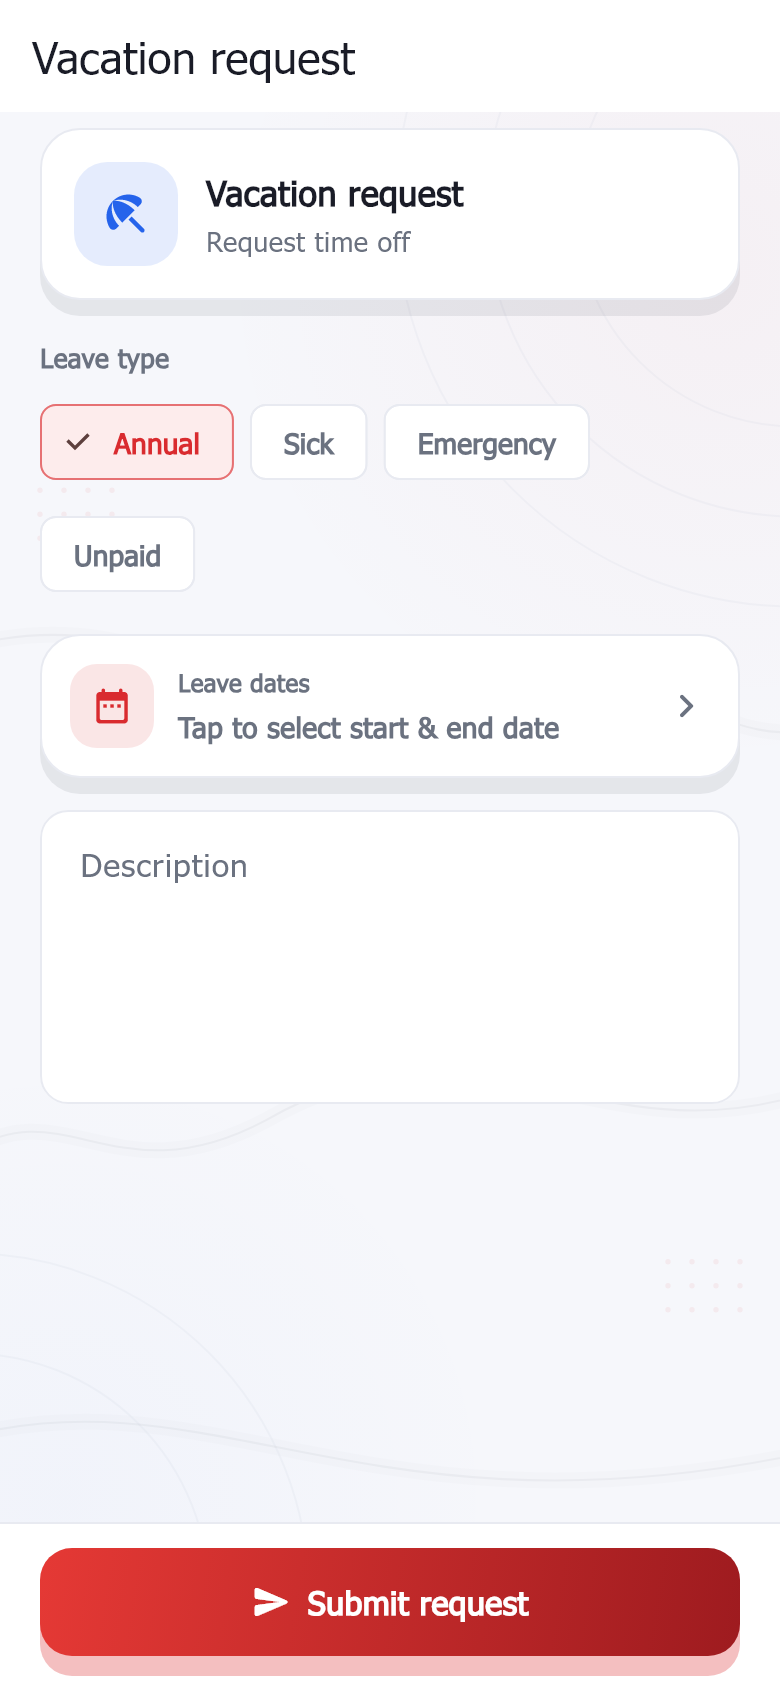 Vacation request
Vacation request
Request time off
Leave type
Annual
Sick
Emergency
Unpaid
Leave dates
Tap to select start & end date
Description
Submit request